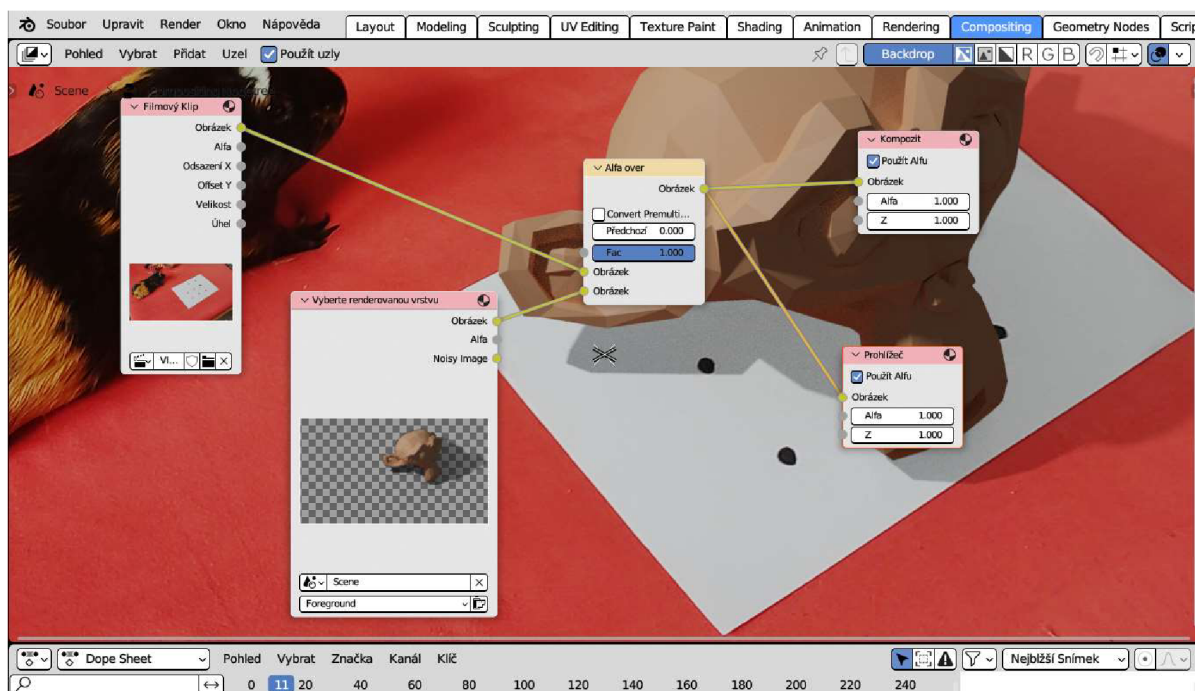 Soubor Upravit Render Okno Nápověda Layout Modeling Sculpting UV Editing Texture Paint Shading Animation Rendering Compositing Geometry Nodes Scrip
Pohled Vybrat Přidat Uzel Použít uzly Backdrop R G B
Scene
Filmový Klip
Obrázek
Alfa
Odsazení X
Offset Y
Velikost
Úhel
VI...
Vyberte renderovanou vrstvu
Obrázek
Alfa
Noisy Image
Scene
Foreground
Alfa over
Obrázek
Convert Premulti...
Předchozí 0.000
Fac 1.000
Obrázek
Obrázek
Kompozit
Použít Alfu
Obrázek
Alfa 1.000
Z 1.000
Prohlížeč
Použít Alfu
Obrázek
Alfa 1.000
Z 1.000
Dope Sheet Pohled Vybrat Značka Kanál Klíč Nejbližší Snímek
0 11 20 40 60 80 100 120 140 160 180 200 220 240